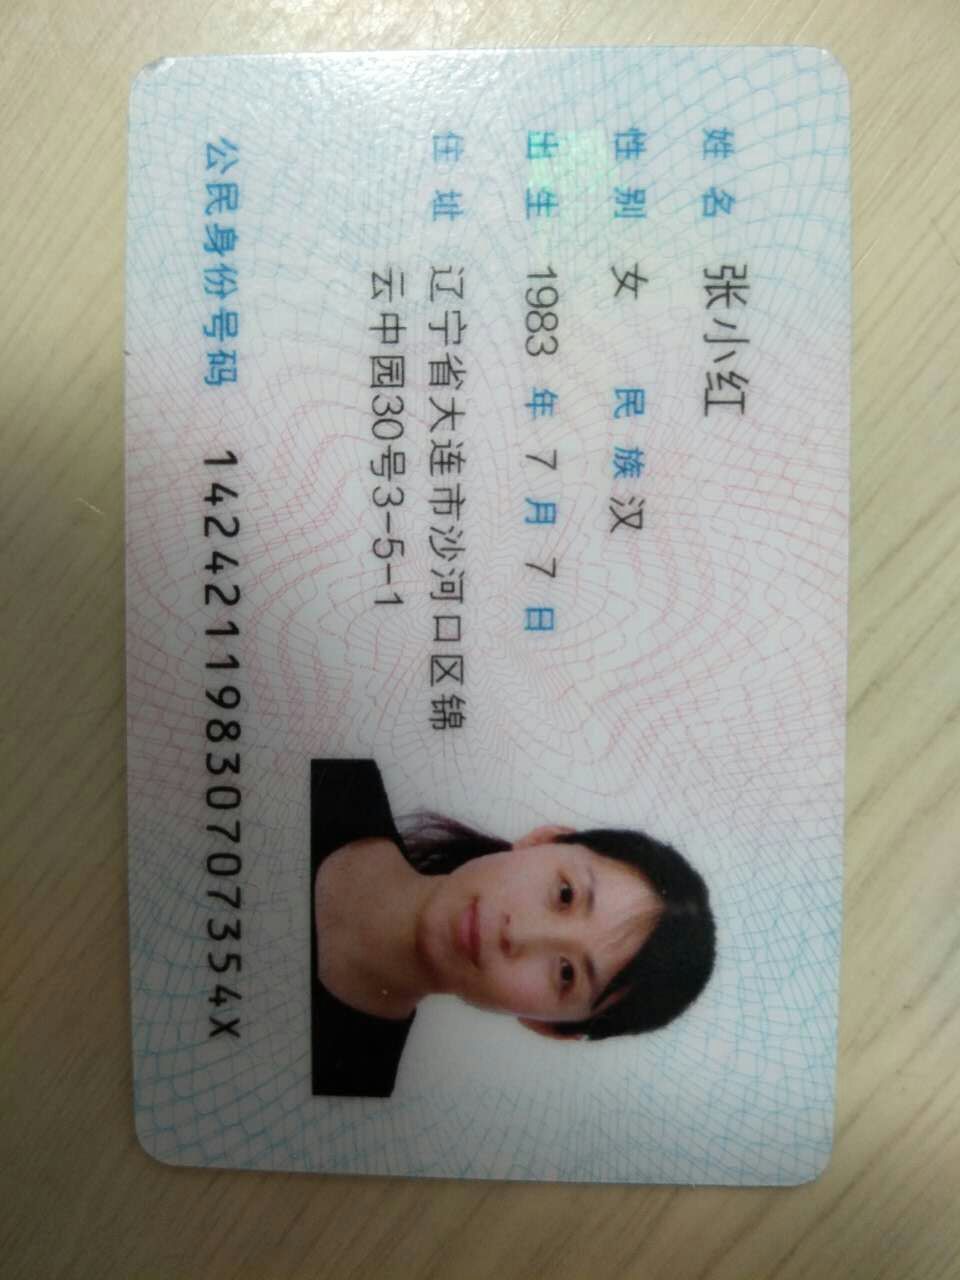 姓名 张小红
性别 女 民族 汉
出生 1983 年 7 月 7 日
住址 辽宁省大连市沙河口区锦
云中园30号3-5-1
公民身份号码 14242119830707354X